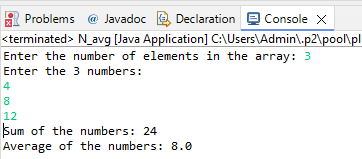 Problems @ Javadoc Declaration Console
<terminated> N_avg [Java Application] C:\Users\Admin\.p2\pool\pl
Enter the number of elements in the array: 3
Enter the 3 numbers:
4
8
12
Sum of the numbers: 24
Average of the numbers: 8.0